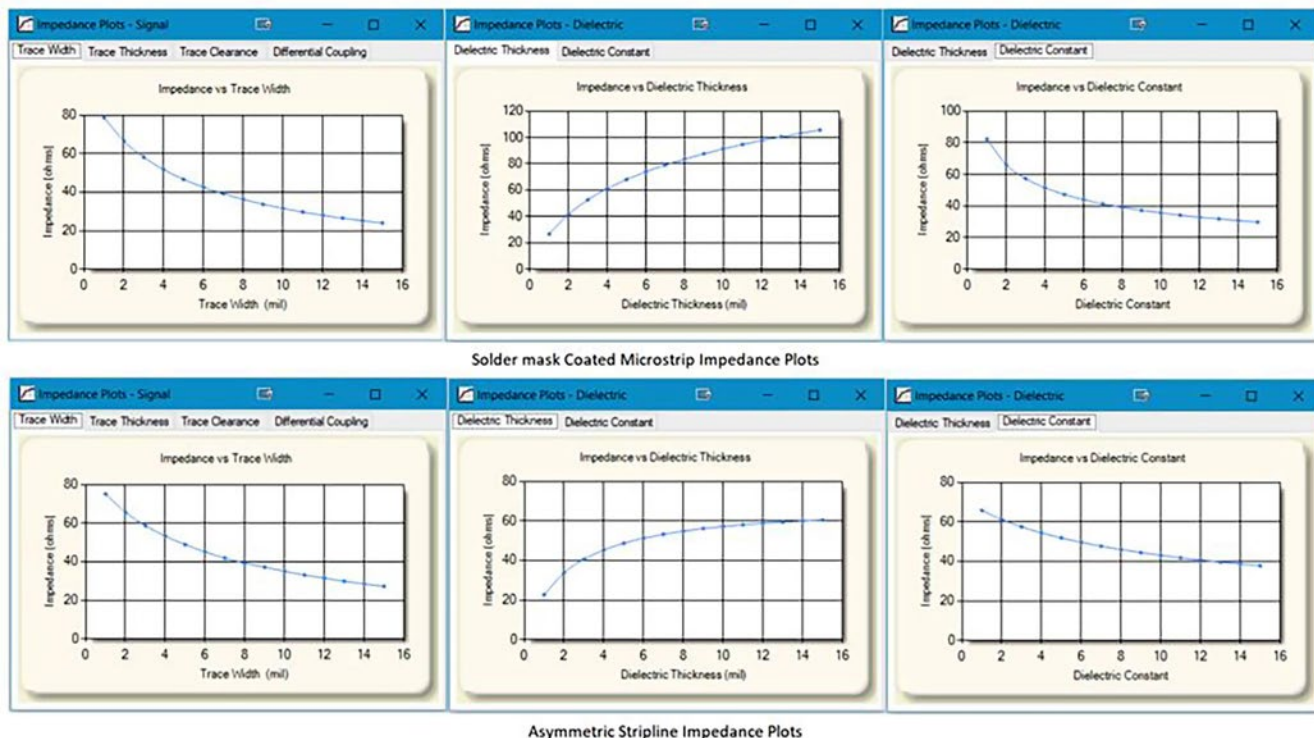 Impedance Plots - Signal
Trace Width Trace Thickness Trace Clearance Differential Coupling
Impedance vs Trace Width
Impedance (ohms)
80
60
40
20
0
0 2 4 6 8 10 12 14 16
Trace Width (mil)
Impedance Plots - Dielectric
Dielectric Thickness Dielectric Constant
Impedance vs Dielectric Thickness
Impedance (ohms)
120
100
80
60
40
20
0
0 2 4 6 8 10 12 14 16
Dielectric Thickness (mil)
Impedance Plots - Dielectric
Dielectric Thickness Dielectric Constant
Impedance vs Dielectric Constant
Impedance (ohms)
100
80
60
40
20
0
0 2 4 6 8 10 12 14 16
Dielectric Constant
Solder mask Coated Microstrip Impedance Plots
Impedance Plots - Signal
Trace Width Trace Thickness Trace Clearance Differential Coupling
Impedance vs Trace Width
Impedance (ohms)
80
60
40
20
0
0 2 4 6 8 10 12 14 16
Trace Width (mil)
Impedance Plots - Dielectric
Dielectric Thickness Dielectric Constant
Impedance vs Dielectric Thickness
Impedance (ohms)
80
60
40
20
0
0 2 4 6 8 10 12 14 16
Dielectric Thickness (mil)
Impedance Plots - Dielectric
Dielectric Thickness Dielectric Constant
Impedance vs Dielectric Constant
Impedance (ohms)
80
60
40
20
0
0 2 4 6 8 10 12 14 16
Dielectric Constant
Asymmetric Stripline Impedance Plots